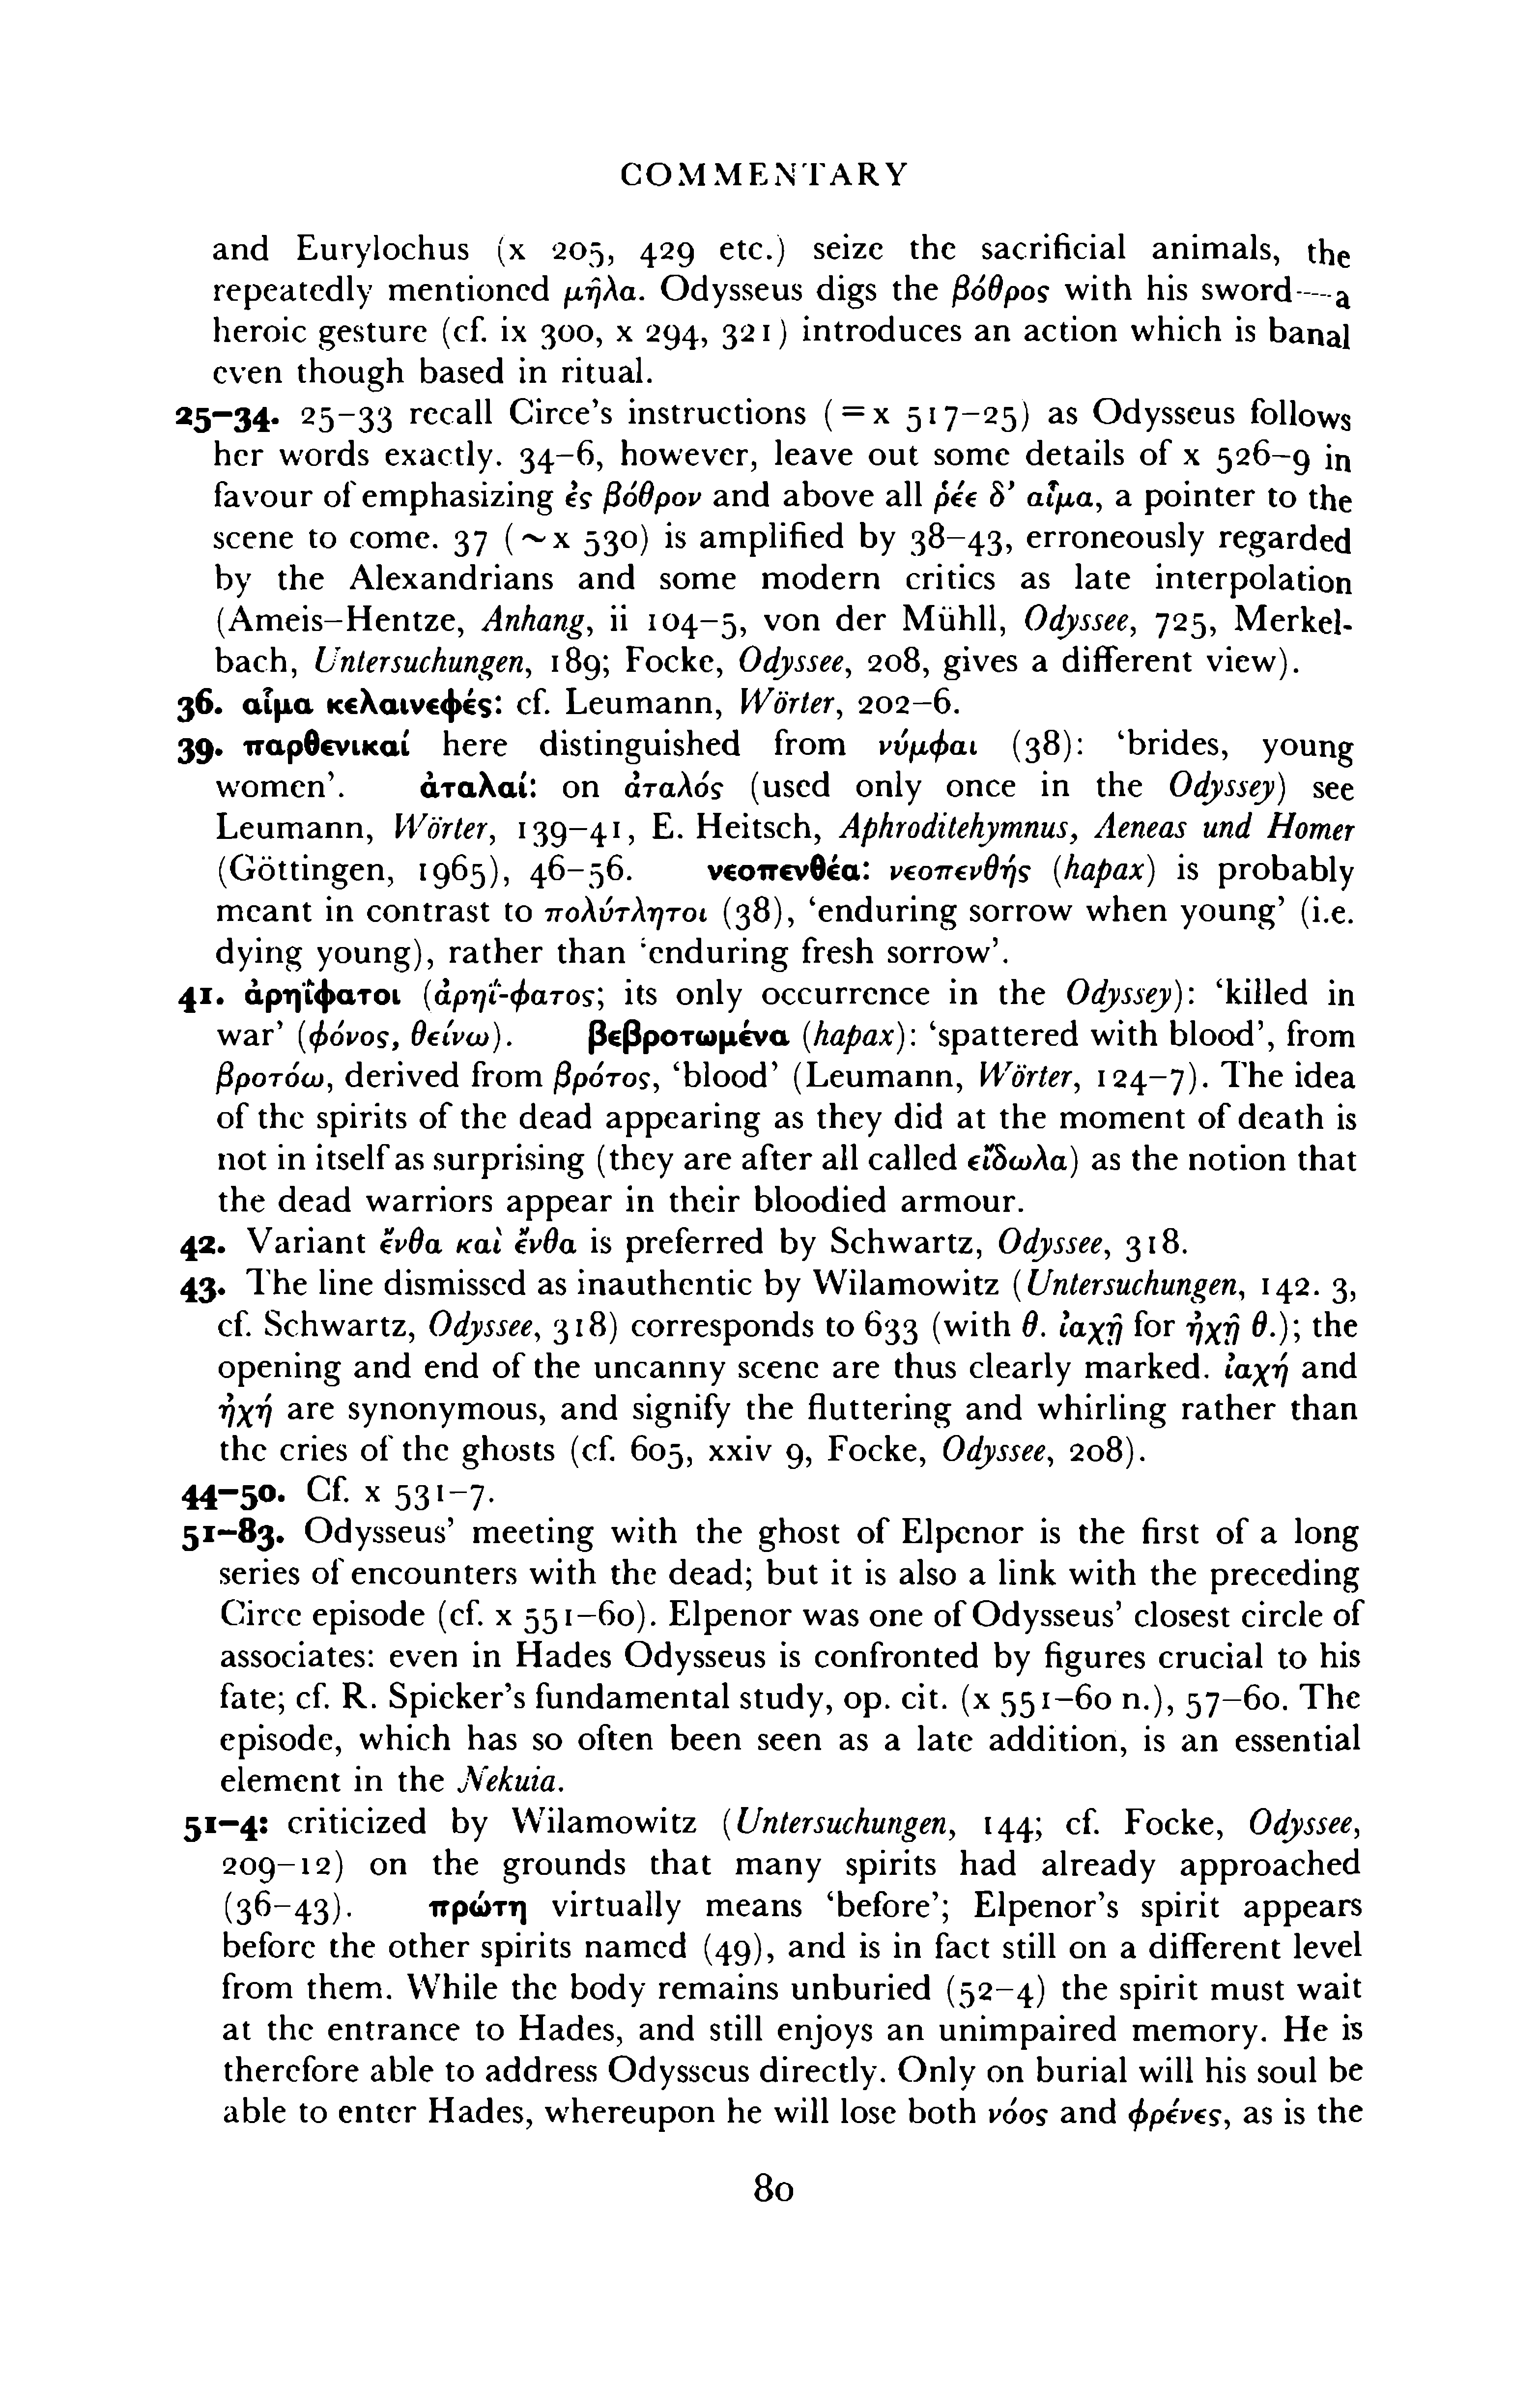 COMMENTARY
and Eurylochus (x 205, 429 etc.) seize the sacrificial animals, the
repeatedly mentioned μῆλα. Odysseus digs the βόθρος with his sword—a
heroic gesture (cf. ix 300, x 294, 321) introduces an action which is banal
even though based in ritual.
25–34. 25–33 recall Circe’s instructions (=x 517–25) as Odysseus follows
her words exactly. 34–6, however, leave out some details of x 526–9 in
favour of emphasizing ἐς βόθρον and above all ῥέε δ’ αἷμα, a pointer to the
scene to come. 37 (~x 530) is amplified by 38–43, erroneously regarded
by the Alexandrians and some modern critics as late interpolation
(Ameis–Hentze, Anhang, ii 104–5, von der Mühll, Odyssee, 725, Merkel-
bach, Untersuchungen, 189; Focke, Odyssee, 208, gives a different view).
36. αἷμα κελαινεφές: cf. Leumann, Wörter, 202–6.
39. παρθενικαί here distinguished from νύμφαι (38): ‘brides, young
women’. ἀταλαί: on ἀταλός (used only once in the Odyssey) see
Leumann, Wörter, 139–41, E. Heitsch, Aphroditehymnus, Aeneas und Homer
(Göttingen, 1965), 46–56. νεοπενθέα: νεοπενθής (hapax) is probably
meant in contrast to πολύτλητοι (38), ‘enduring sorrow when young’ (i.e.
dying young), rather than ‘enduring fresh sorrow’.
41. ἀρηΐφατοι (ἀρηΐ-φατος; its only occurrence in the Odyssey): ‘killed in
war’ (φόνος, θείνω). βεβροτωμένα (hapax): ‘spattered with blood’, from
βροτόω, derived from βρότος, ‘blood’ (Leumann, Wörter, 124–7). The idea
of the spirits of the dead appearing as they did at the moment of death is
not in itself as surprising (they are after all called εἴδωλα) as the notion that
the dead warriors appear in their bloodied armour.
42. Variant ἔνθα καὶ ἔνθα is preferred by Schwartz, Odyssee, 318.
43. The line dismissed as inauthentic by Wilamowitz (Untersuchungen, 142. 3,
cf. Schwartz, Odyssee, 318) corresponds to 633 (with θ. ἰαχῇ for ἠχῇ θ.); the
opening and end of the uncanny scene are thus clearly marked. ἰαχή and
ἠχή are synonymous, and signify the fluttering and whirling rather than
the cries of the ghosts (cf. 605, xxiv 9, Focke, Odyssee, 208).
44–50. Cf. x 531–7.
51–83. Odysseus’ meeting with the ghost of Elpenor is the first of a long
series of encounters with the dead; but it is also a link with the preceding
Circe episode (cf. x 551–60). Elpenor was one of Odysseus’ closest circle of
associates: even in Hades Odysseus is confronted by figures crucial to his
fate; cf. R. Spicker’s fundamental study, op. cit. (x 551–60 n.), 57–60. The
episode, which has so often been seen as a late addition, is an essential
element in the Nekuia.
51–4: criticized by Wilamowitz (Untersuchungen, 144; cf. Focke, Odyssee,
209–12) on the grounds that many spirits had already approached
(36–43). πρώτη virtually means ‘before’; Elpenor’s spirit appears
before the other spirits named (49), and is in fact still on a different level
from them. While the body remains unburied (52–4) the spirit must wait
at the entrance to Hades, and still enjoys an unimpaired memory. He is
therefore able to address Odysseus directly. Only on burial will his soul be
able to enter Hades, whereupon he will lose both νόος and φρένες, as is the
80